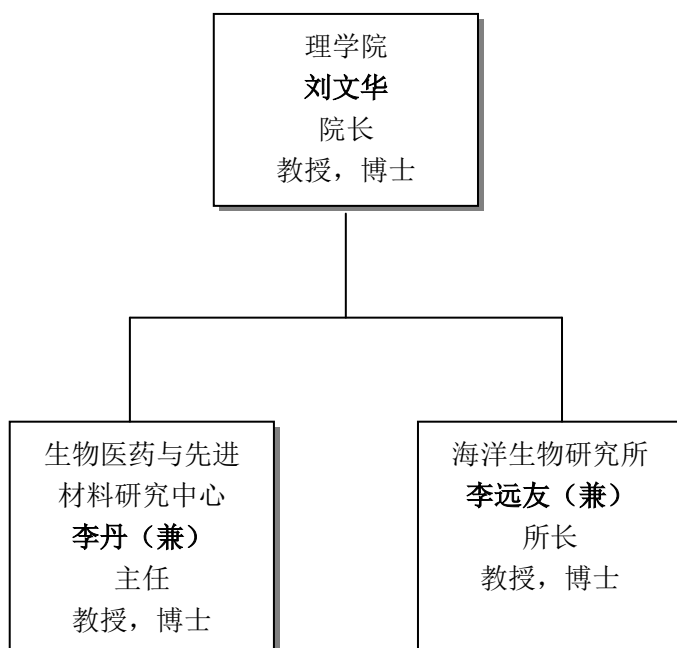 理学院
刘文华
院长
教授，博士
生物医药与先进
材料研究中心
李丹（兼）
主任
教授，博士
海洋生物研究所
李远友（兼）
所长
教授，博士